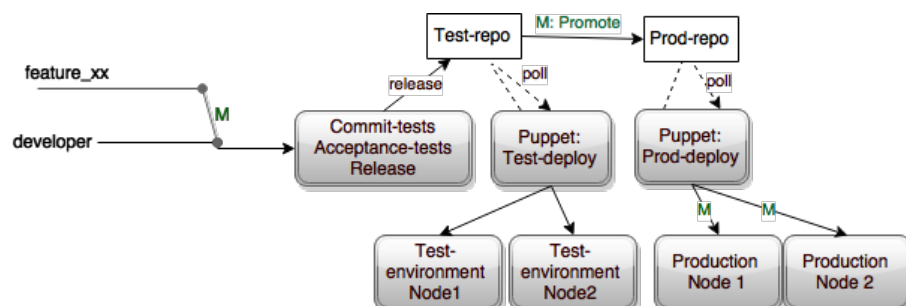 Test-repo
M: Promote
Prod-repo
feature_xx
release
poll
poll
M
developer
Commit-tests
Acceptance-tests
Release
Puppet:
Test-deploy
Puppet:
Prod-deploy
M
M
Test-
environment
Node1
Test-
environment
Node2
Production
Node 1
Production
Node 2